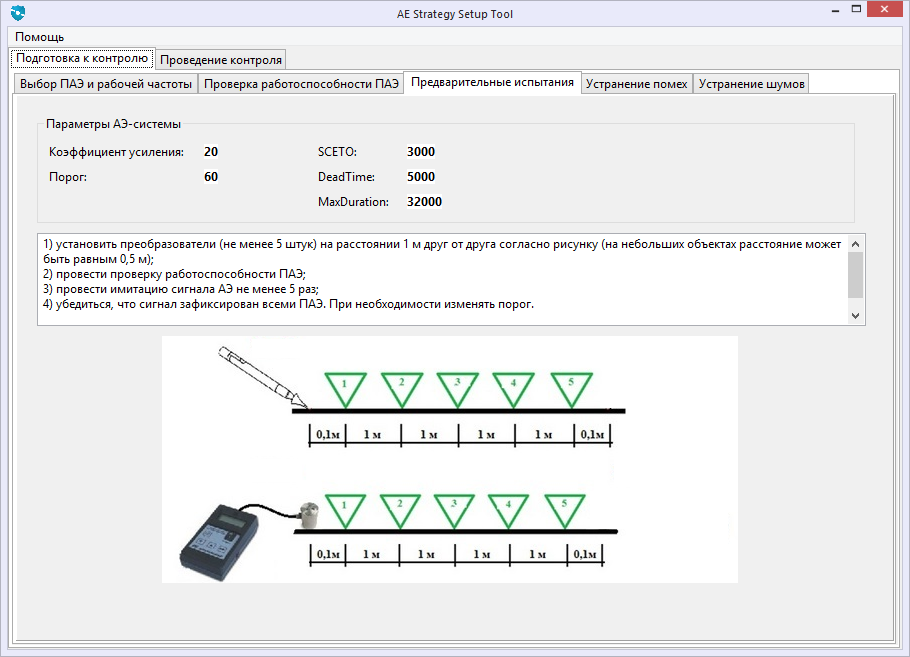 AE Strategy Setup Tool
Помощь
Подготовка к контролю Проведение контроля
Выбор ПАЭ и рабочей частоты Проверка работоспособности ПАЭ Предварительные испытания Устранение помех Устранение шумов
Параметры АЭ-системы
Коэффициент усиления: 20 SCETO: 3000
Порог: 60 DeadTime: 5000
MaxDuration: 32000
1) установить преобразователи (не менее 5 штук) на расстоянии 1 м друг от друга согласно рисунку (на небольших объектах расстояние может
быть равным 0,5 м);
2) провести проверку работоспособности ПАЭ;
3) провести имитацию сигнала АЭ не менее 5 раз;
4) убедиться, что сигнал зафиксирован всеми ПАЭ. При необходимости изменять порог.
1 2 3 4 5
0,1м 1 м 1 м 1 м 1 м 0,1м
1 2 3 4 5
0,1м 1 м 1 м 1 м 1 м 0,1м